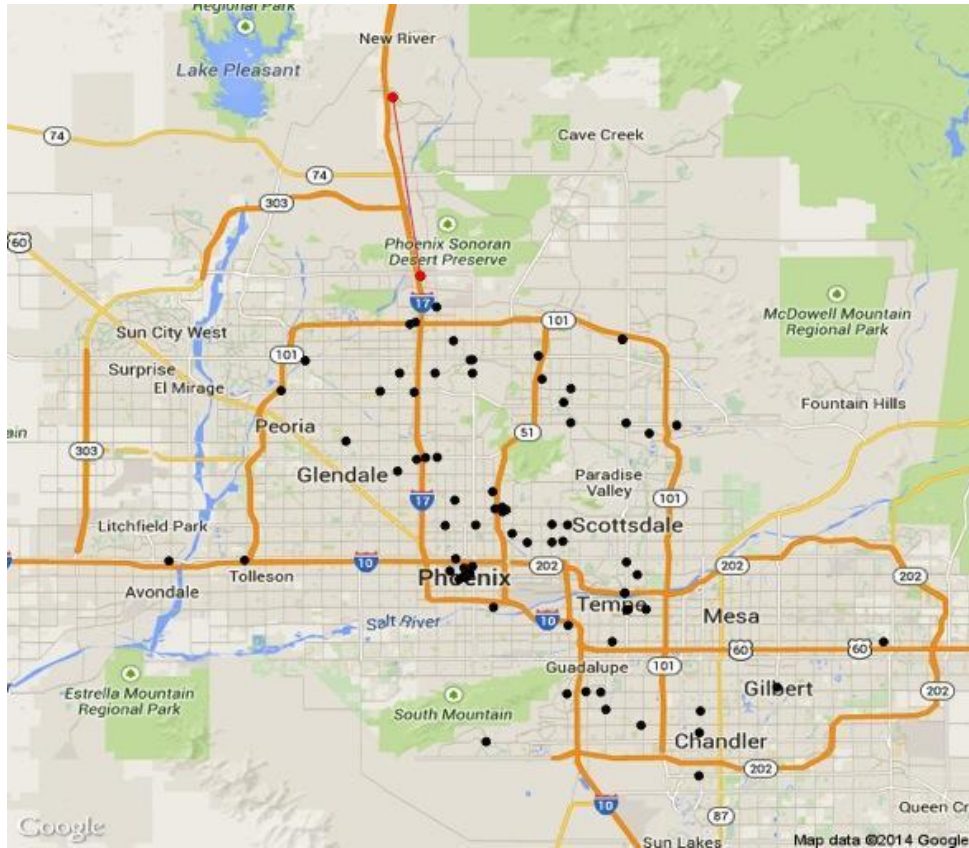 Regional Park
New River
Lake Pleasant
74
Cave Creek
74
303
60
Phoenix Sonoran
Desert Preserve
17
101
McDowell Mountain
Regional Park
Sun City West
101
Surprise
El Mirage
Fountain Hills
Peoria
51
303
Glendale
Paradise
Valley
17
101
Litchfield Park
Scottsdale
10
Tolleson
Avondale
Phoenix
202
202
202
Tempe
Mesa
Salt River
10
60
60
Guadalupe
101
Estrella Mountain
Regional Park
South Mountain
Gilbert
202
Chandler
202
10
87
Queen Cr
Google
Sun Lakes
Map data ©2014 Google